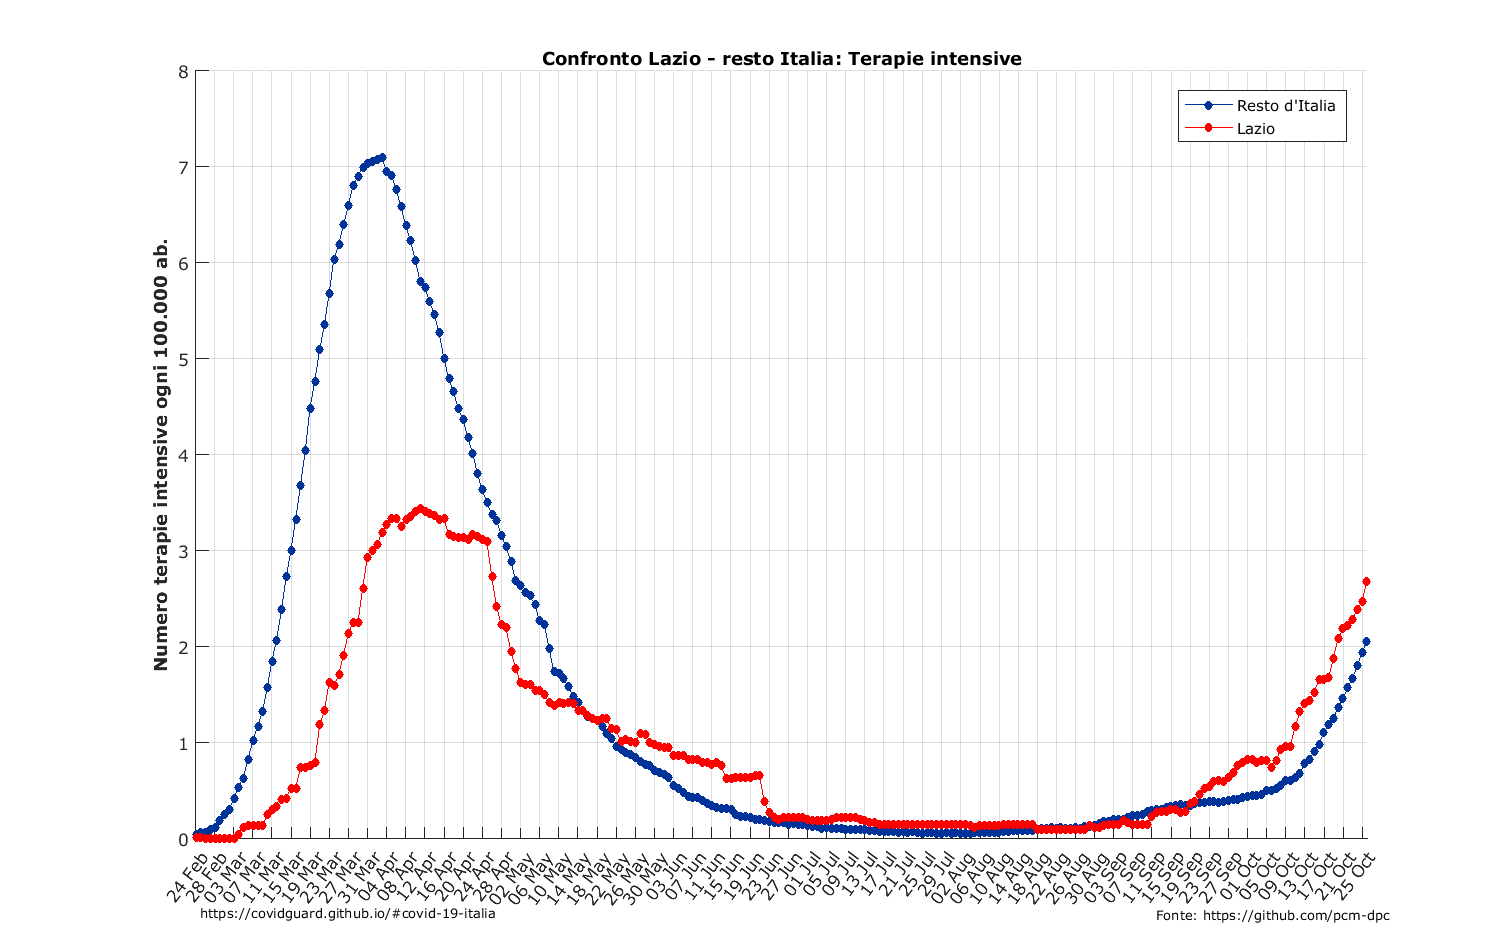 Confronto Lazio - resto Italia: Terapie intensive
Resto d'Italia
Lazio
Numero terapie intensive ogni 100.000 ab.
8
7
6
5
4
3
2
1
0
24 Feb
28 Feb
03 Mar
07 Mar
11 Mar
15 Mar
19 Mar
23 Mar
27 Mar
31 Mar
04 Apr
08 Apr
12 Apr
16 Apr
20 Apr
24 Apr
28 Apr
02 May
06 May
10 May
14 May
18 May
22 May
26 May
30 May
03 Jun
07 Jun
11 Jun
15 Jun
19 Jun
23 Jun
27 Jun
01 Jul
05 Jul
09 Jul
13 Jul
17 Jul
21 Jul
25 Jul
29 Jul
02 Aug
06 Aug
10 Aug
14 Aug
18 Aug
22 Aug
26 Aug
30 Aug
03 Sep
07 Sep
11 Sep
15 Sep
19 Sep
23 Sep
27 Sep
01 Oct
05 Oct
09 Oct
13 Oct
17 Oct
21 Oct
25 Oct
https://covidguard.github.io/#covid-19-italia
Fonte: https://github.com/pcm-dpc